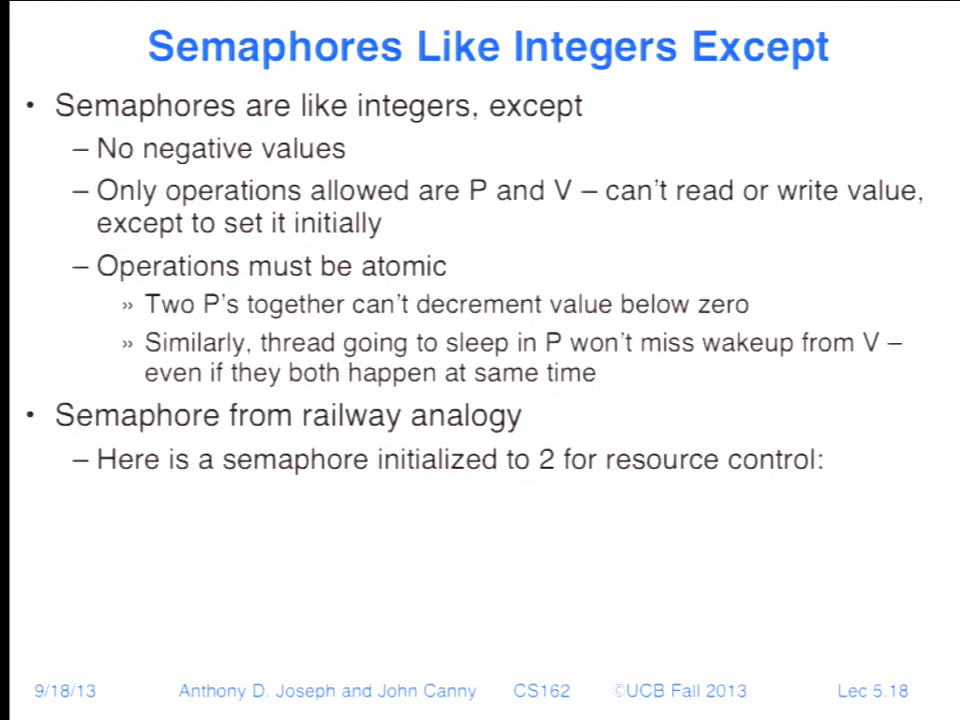 Semaphores Like Integers Except
• Semaphores are like integers, except
– No negative values
– Only operations allowed are P and V – can't read or write value,
except to set it initially
– Operations must be atomic
» Two P's together can't decrement value below zero
» Similarly, thread going to sleep in P won't miss wakeup from V –
even if they both happen at same time
• Semaphore from railway analogy
– Here is a semaphore initialized to 2 for resource control:
9/18/13 Anthony D. Joseph and John Canny CS162 ©UCB Fall 2013 Lec 5.18